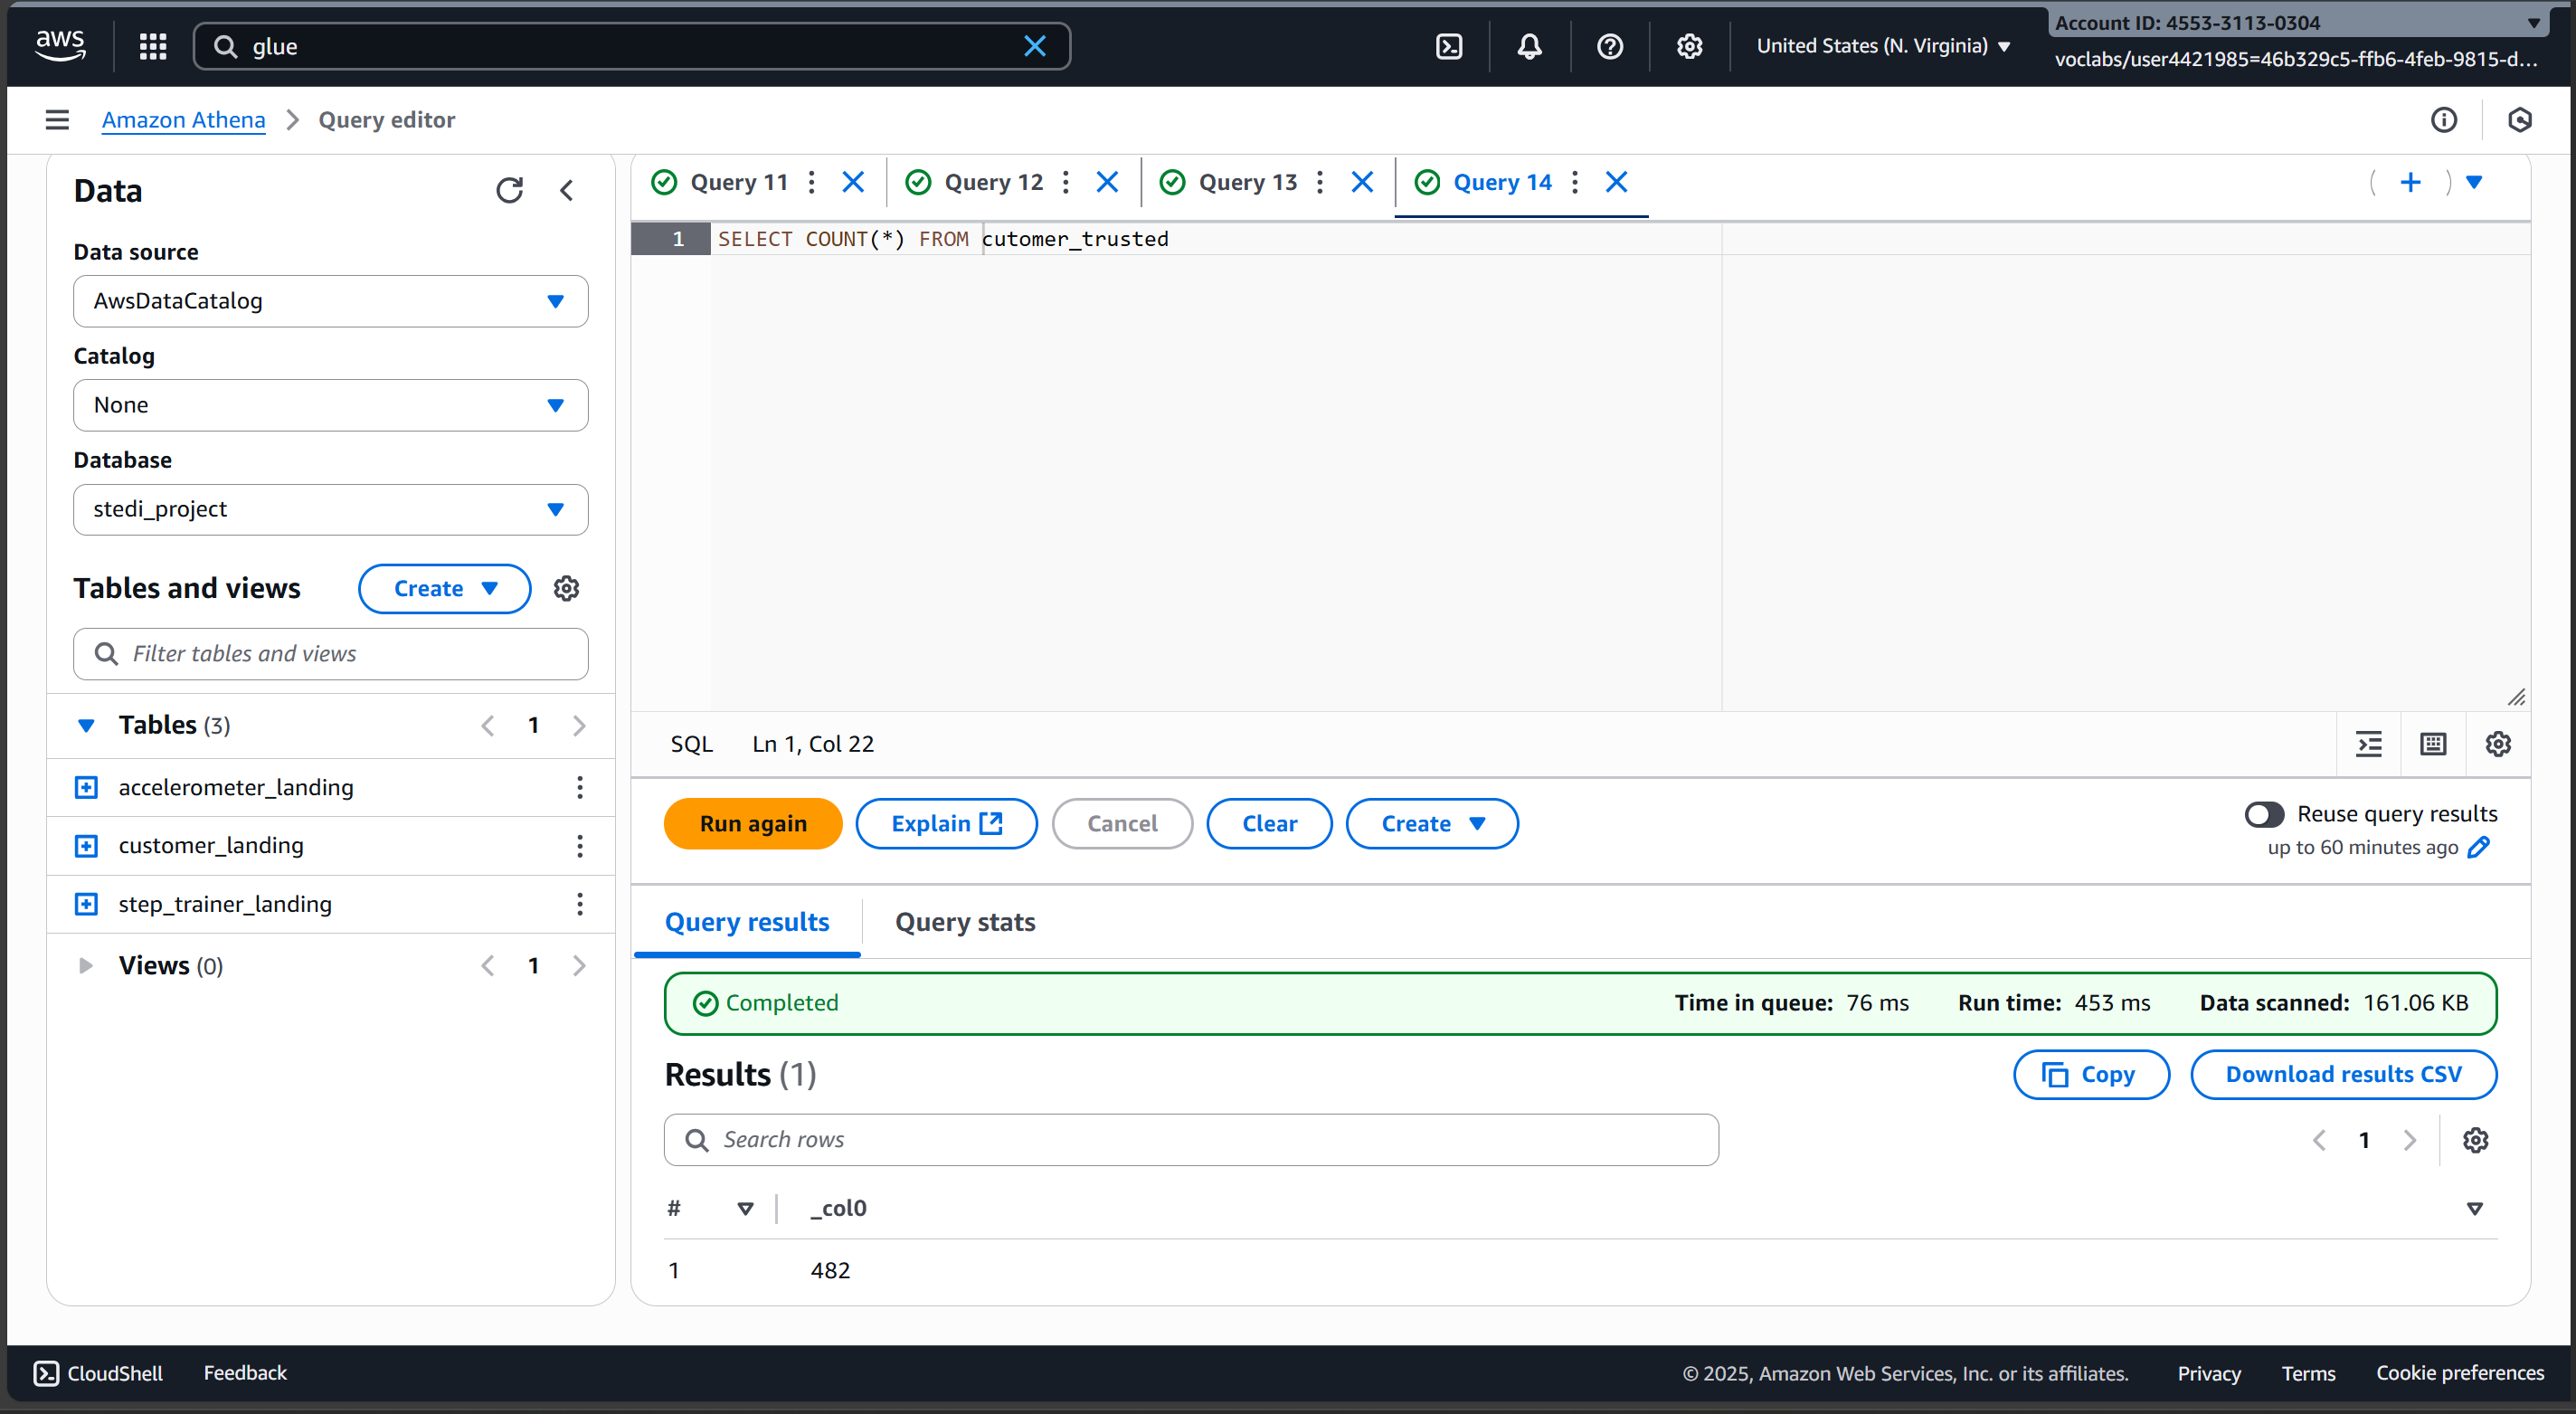 aws
glue
United States (N. Virginia)
Account ID: 4553-3113-0304
voclabs/user4421985=46b329c5-ffb6-4feb-9815-d...
Amazon Athena
Query editor
Data
Data source
AwsDataCatalog
Catalog
None
Database
stedi_project
Tables and views
Create
Filter tables and views
Tables (3)
1
accelerometer_landing
customer_landing
step_trainer_landing
Views (0)
1
Query 11
Query 12
Query 13
Query 14
1 SELECT COUNT(*) FROM cutomer_trusted
SQL Ln 1, Col 22
Run again
Explain
Cancel
Clear
Create
Reuse query results
up to 60 minutes ago
Query results
Query stats
Completed
Time in queue: 76 ms
Run time: 453 ms
Data scanned: 161.06 KB
Results (1)
Copy
Download results CSV
Search rows
1
# _col0
1 482
CloudShell
Feedback
© 2025, Amazon Web Services, Inc. or its affiliates.
Privacy
Terms
Cookie preferences